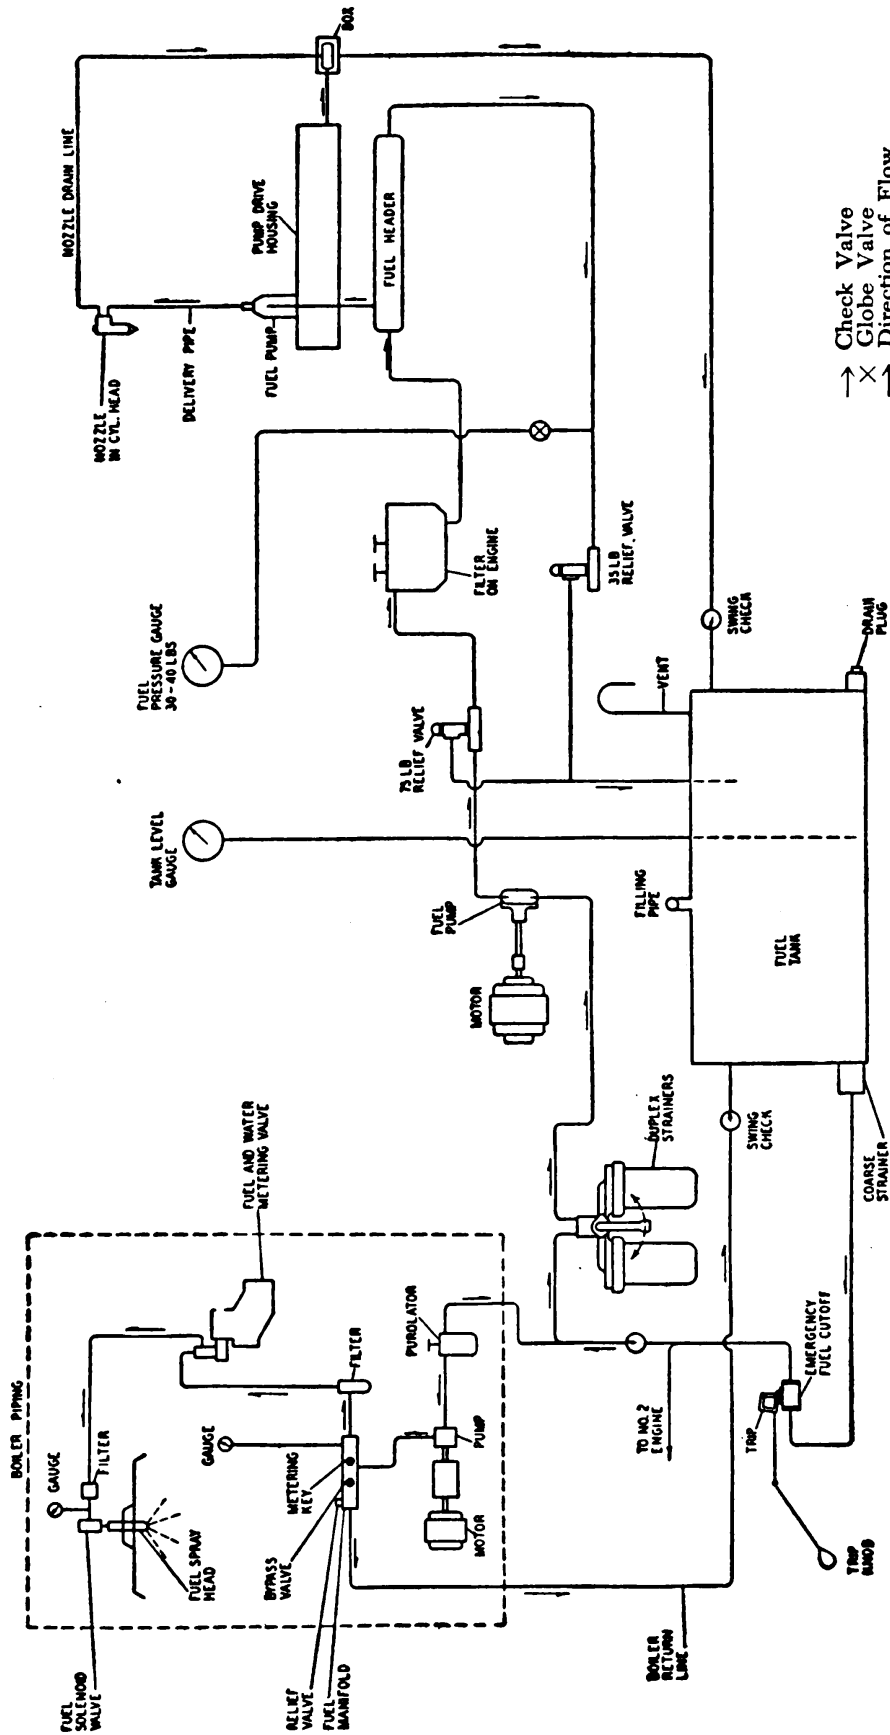 BOX
NOZZLE DRAIN LINE
PUMP DRIVE
HOUSING
FUEL HEADER
FUEL PUMP
DELIVERY PIPE
NOZZLE
IN CYL. HEAD
→ Check Valve
× Globe Valve
Direction of Flow
FUEL
PRESSURE GAUGE
30-40 LBS
FILTER
ON ENGINE
35 LB
RELIEF VALVE
SWING
CHECK
DRAIN
PLUG
VENT
75 LB
RELIEF VALVE
TANK LEVEL
GAUGE
FUEL
PUMP
MOTOR
FILLING
PIPE
FUEL
TANK
FUEL AND WATER
METERING VALVE
DUPLEX
STRAINERS
SWING
CHECK
COARSE
STRAINER
BOILER PIPING
GAUGE
FILTER
FUEL SPRAY
HEAD
FUEL
SOLENOID
VALVE
GAUGE
METERING
KEY
BYPASS
VALVE
RELIEF
VALVE
FUEL
MANIFOLD
FILTER
PUROLATOR
PUMP
MOTOR
TO NO. 2
ENGINE
TRIP
EMERGENCY
FUEL CUTOFF
BOILER
RETURN
LINE
TRIP
KNOB